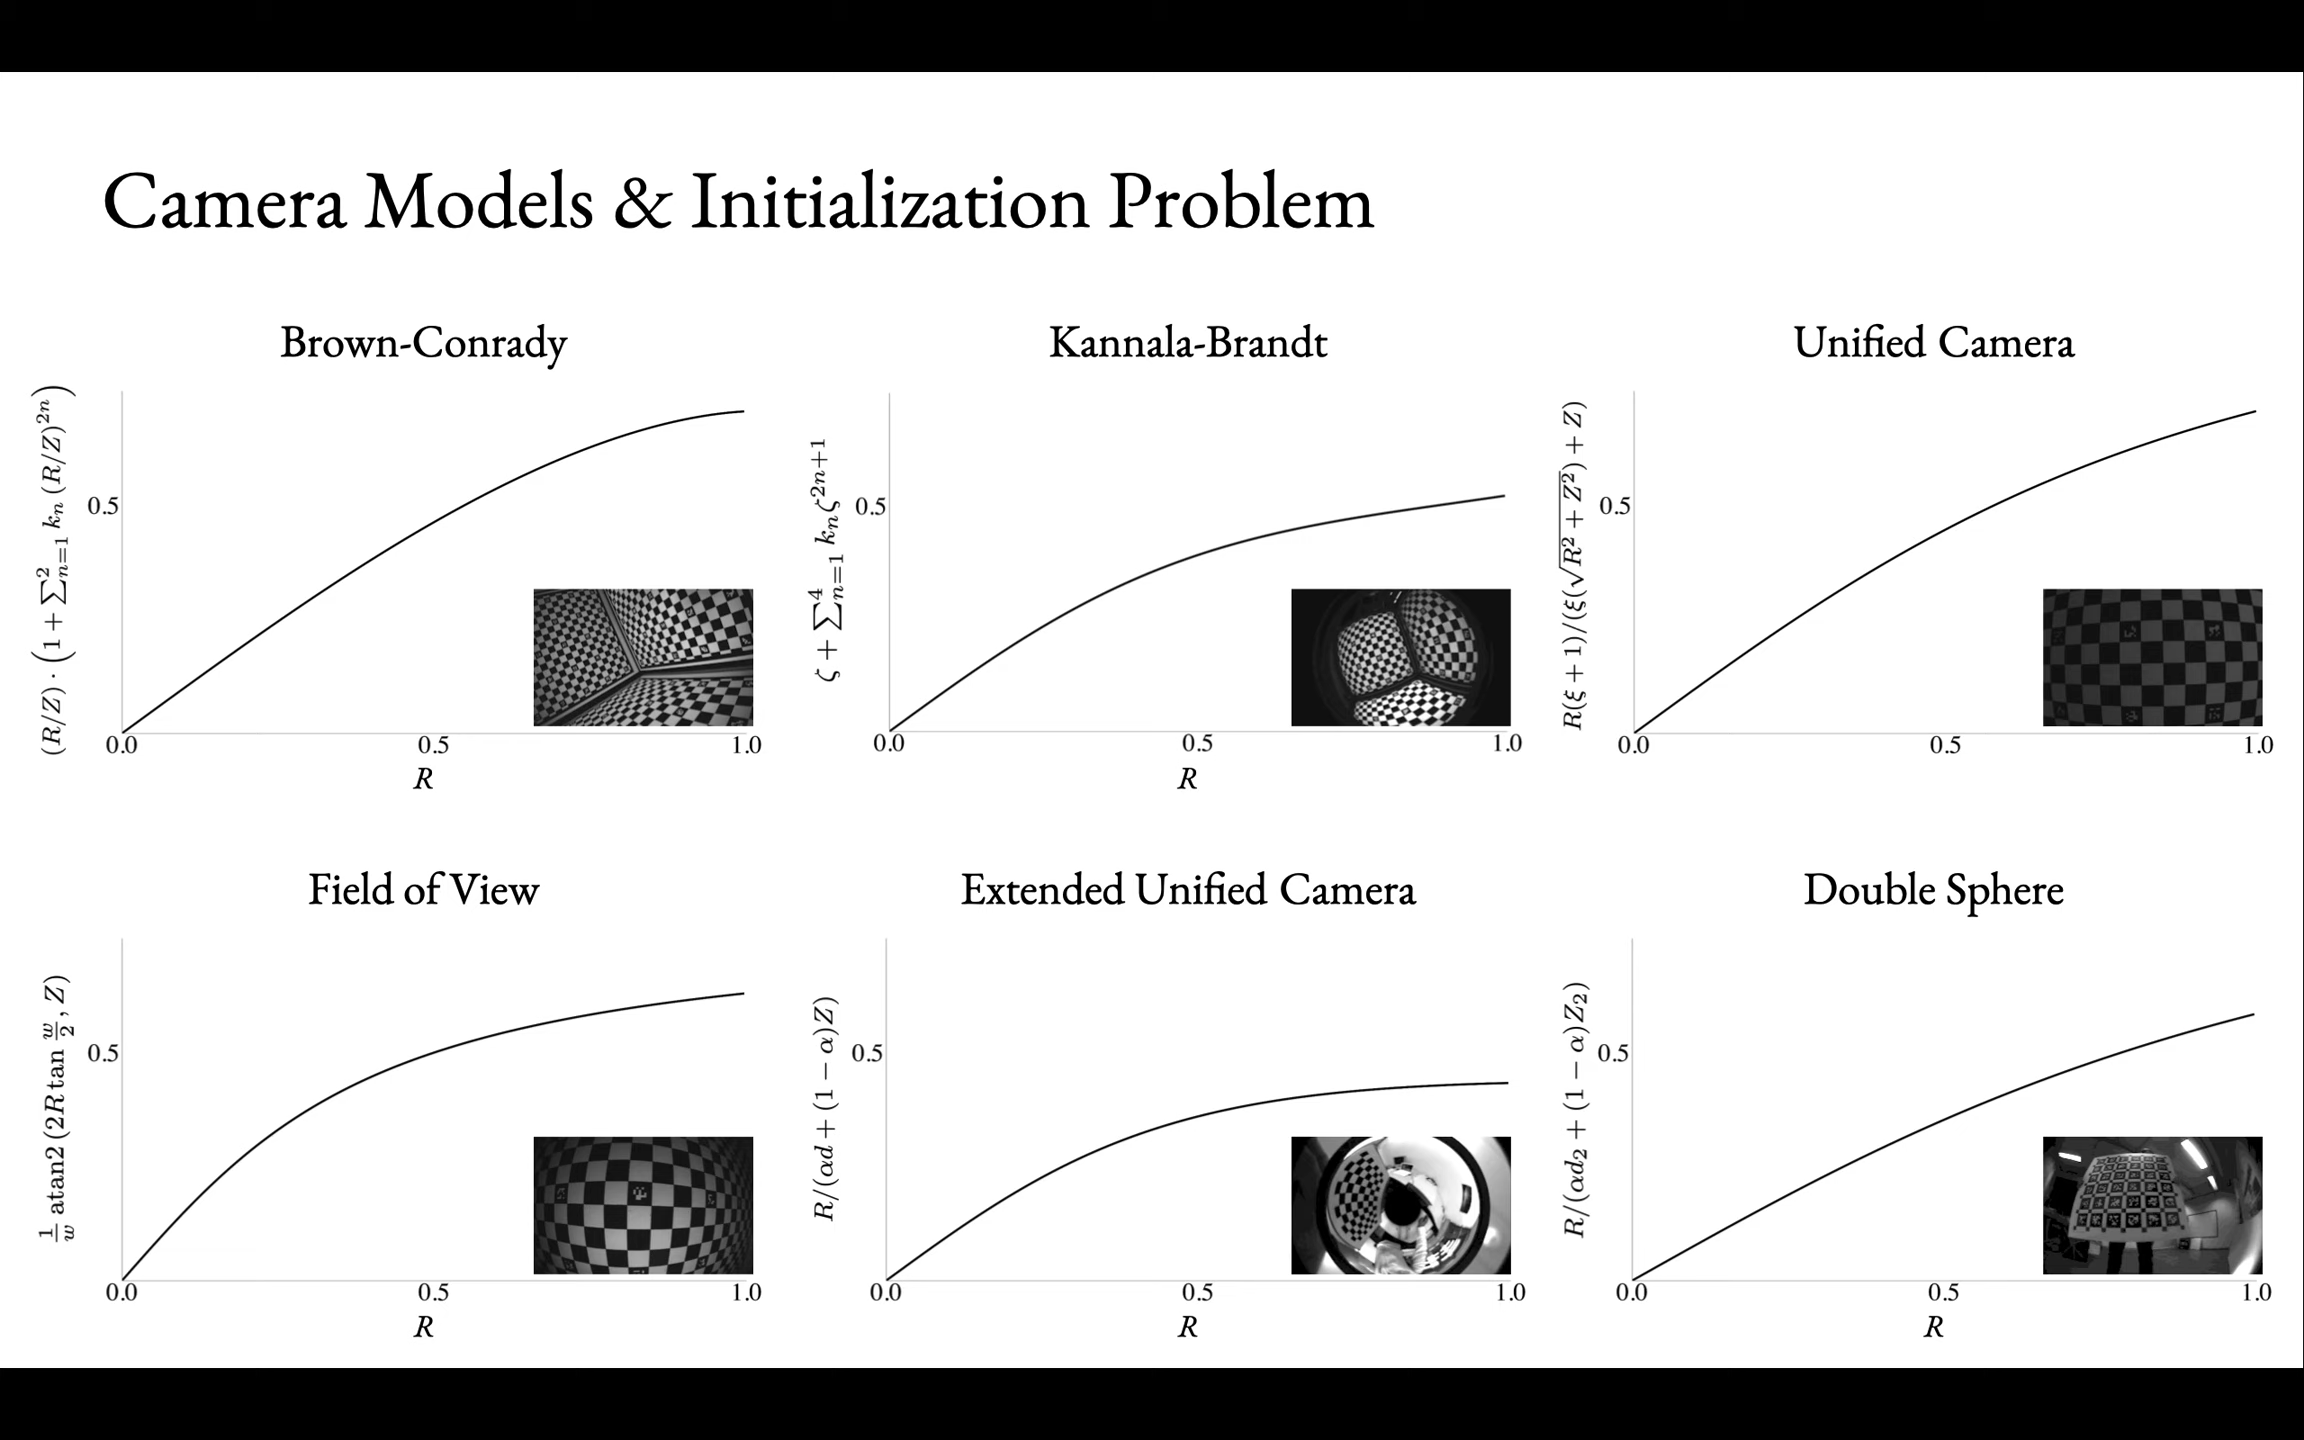 Camera Models & Initialization Problem
Brown-Conrady
(R/Z) · (1 + ∑²ₙ₌₁ kₙ (R/Z)²ⁿ)
0.5
0.0 0.5 1.0
R
Kannala-Brandt
ζ + ∑⁴ₙ₌₁ kₙζ²ⁿ⁺¹
0.5
0.0 0.5 1.0
R
Unified Camera
R(ξ + 1)/(ξ(√R² + Z²) + Z)
0.5
0.0 0.5 1.0
Field of View
1/w atan2 (2R tan w/2, Z)
0.5
0.0 0.5 1.0
R
Extended Unified Camera
R/(αd + (1 − α)Z)
0.5
0.0 0.5 1.0
R
Double Sphere
R/(αd₂ + (1 − α)Z₂)
0.5
0.0 0.5 1.0
R